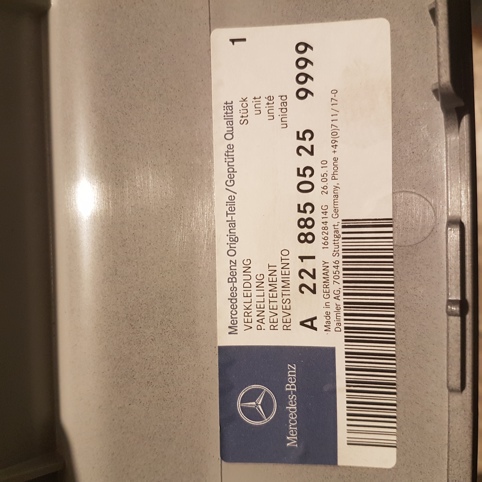 Mercedes-Benz Original-Teile/Geprüfte Qualität
VERKLEIDUNG Stück 1
PANELLING unit
REVETEMENT unité
REVESTIMIENTO unidad
A 221 885 05 25 9999
Made in GERMANY 16628414G 26.05.10
Daimler AG, 70546 Stuttgart, Germany, Phone +49(0)711/17-0
Mercedes-Benz